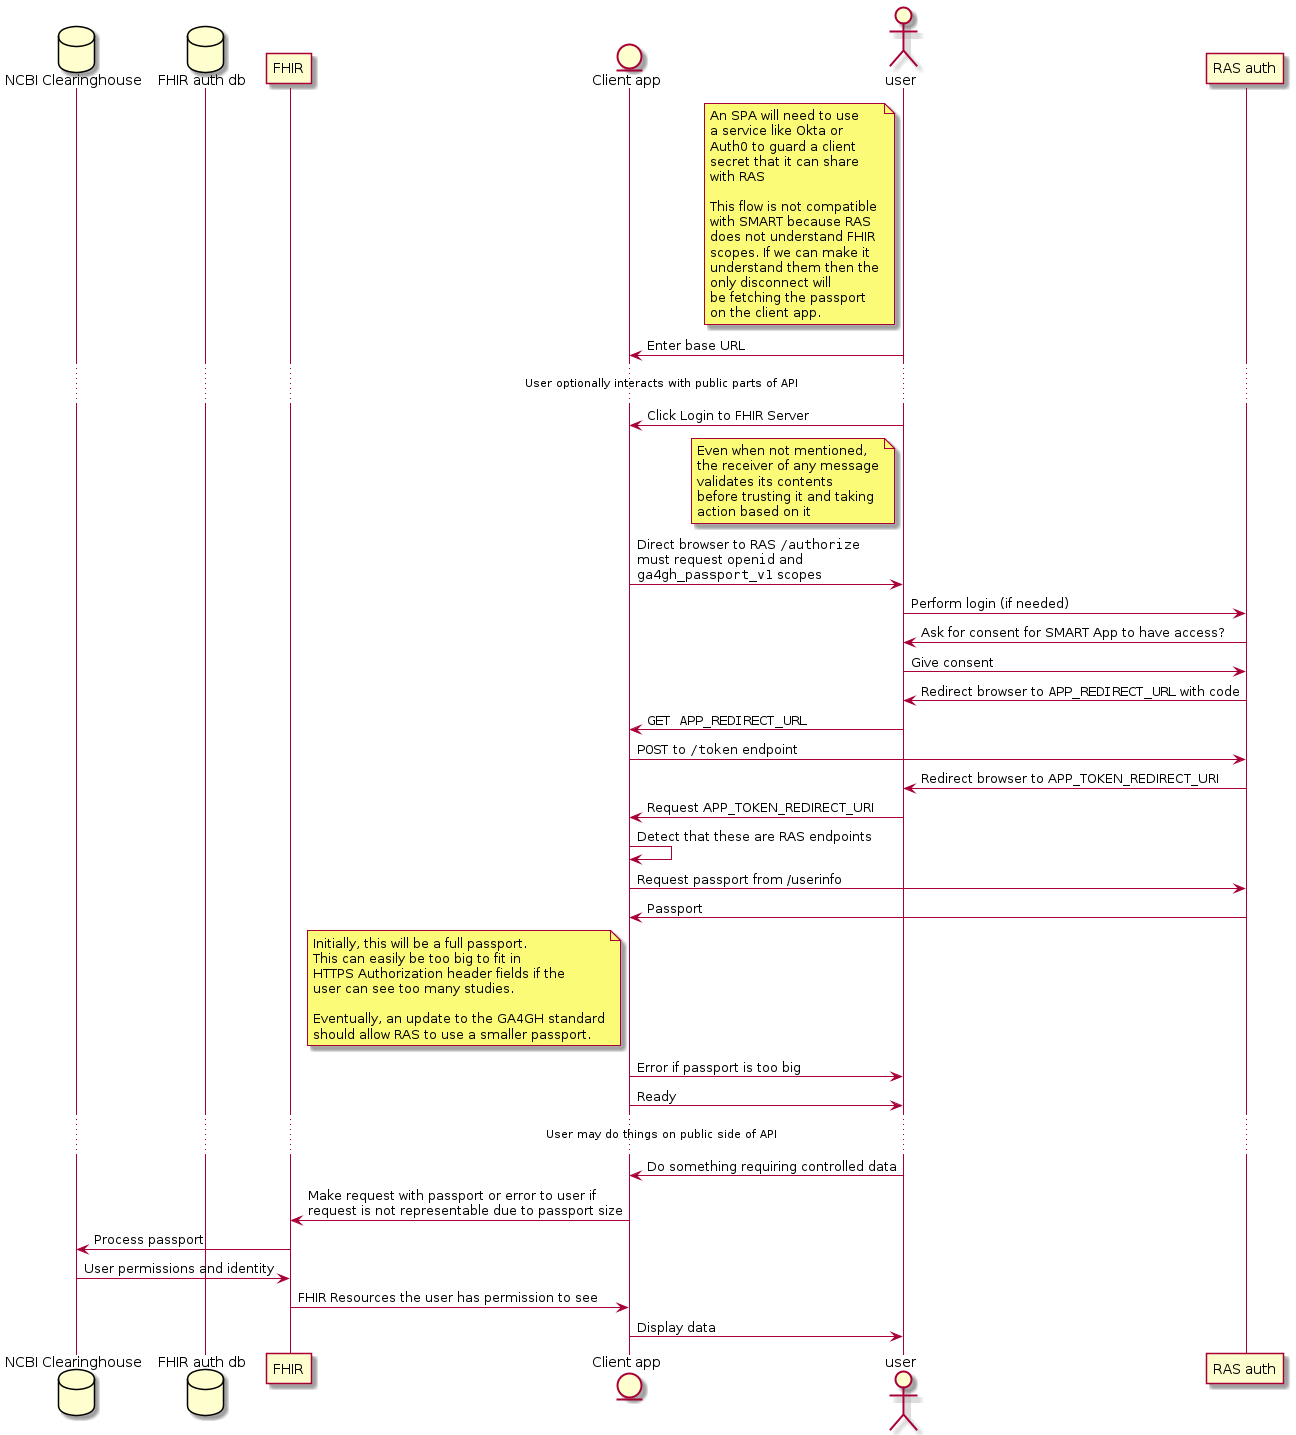 NCBI Clearinghouse
FHIR auth db
FHIR
Client app
user
RAS auth
An SPA will need to use
a service like Okta or
Auth0 to guard a client
secret that it can share
with RAS
This flow is not compatible
with SMART because RAS
does not understand FHIR
scopes. If we can make it
understand them then the
only disconnect will
be fetching the passport
on the client app.
Enter base URL
User optionally interacts with public parts of API
Click Login to FHIR Server
Even when not mentioned,
the receiver of any message
validates its contents
before trusting it and taking
action based on it
Direct browser to RAS /authorize
must request openid and
ga4gh_passport_v1 scopes
Perform login (if needed)
Ask for consent for SMART App to have access?
Give consent
Redirect browser to APP_REDIRECT_URL with code
GET APP_REDIRECT_URL
POST to /token endpoint
Redirect browser to APP_TOKEN_REDIRECT_URI
Request APP_TOKEN_REDIRECT_URI
Detect that these are RAS endpoints
Request passport from /userinfo
Passport
Initially, this will be a full passport.
This can easily be too big to fit in
HTTPS Authorization header fields if the
user can see too many studies.
Eventually, an update to the GA4GH standard
should allow RAS to use a smaller passport.
Error if passport is too big
Ready
User may do things on public side of API
Do something requiring controlled data
Make request with passport or error to user if
request is not representable due to passport size
Process passport
User permissions and identity
FHIR Resources the user has permission to see
Display data
NCBI Clearinghouse
FHIR auth db
FHIR
Client app
user
RAS auth